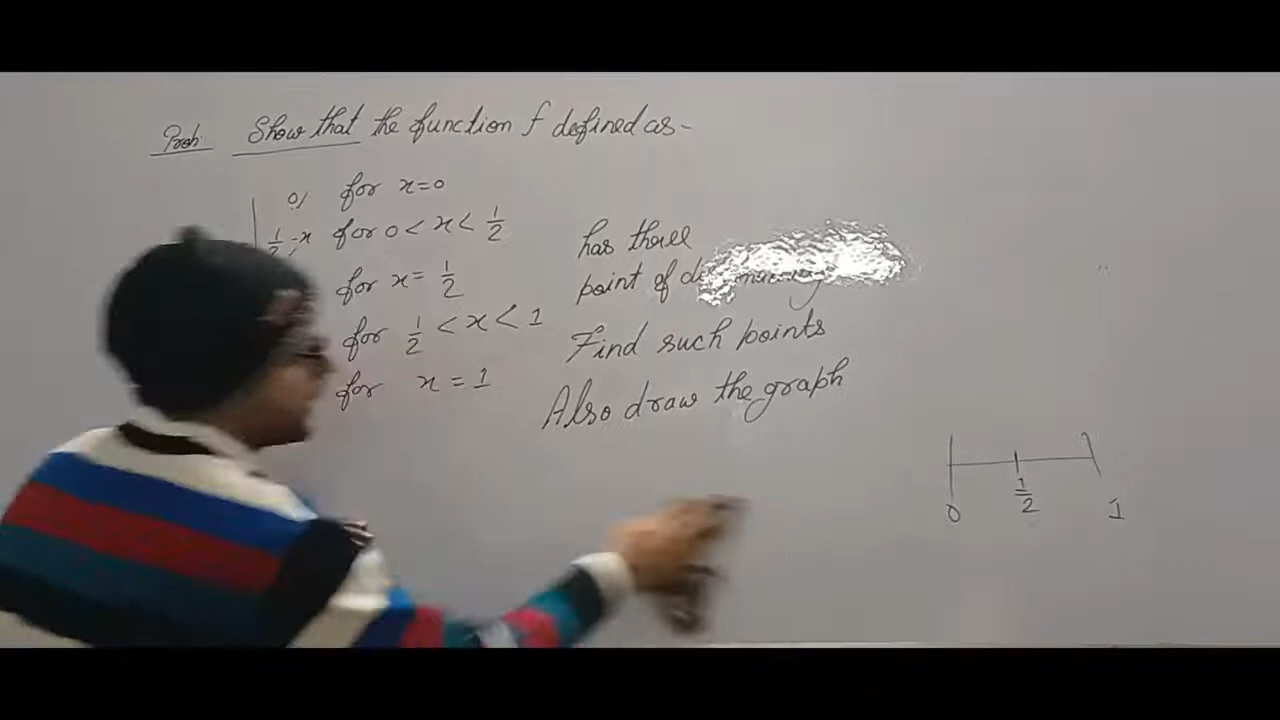 Prob. Show that the function f defined as -
0, for x=0
1/2 -x, for 0 < x < 1/2
for x = 1/2
for 1/2 < x < 1
for x = 1
has three
point of
Find such points
Also draw the graph
0 1/2 1